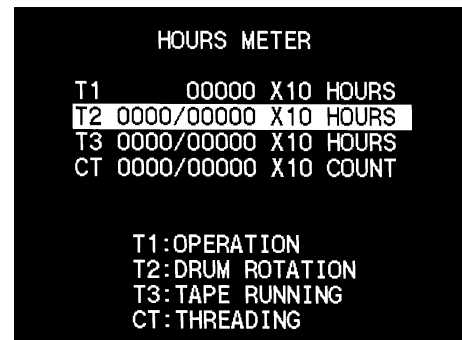 HOURS METER
T1 00000 X10 HOURS
T2 0000/00000 X10 HOURS
T3 0000/00000 X10 HOURS
CT 0000/00000 X10 COUNT
T1:OPERATION
T2:DRUM ROTATION
T3:TAPE RUNNING
CT:THREADING